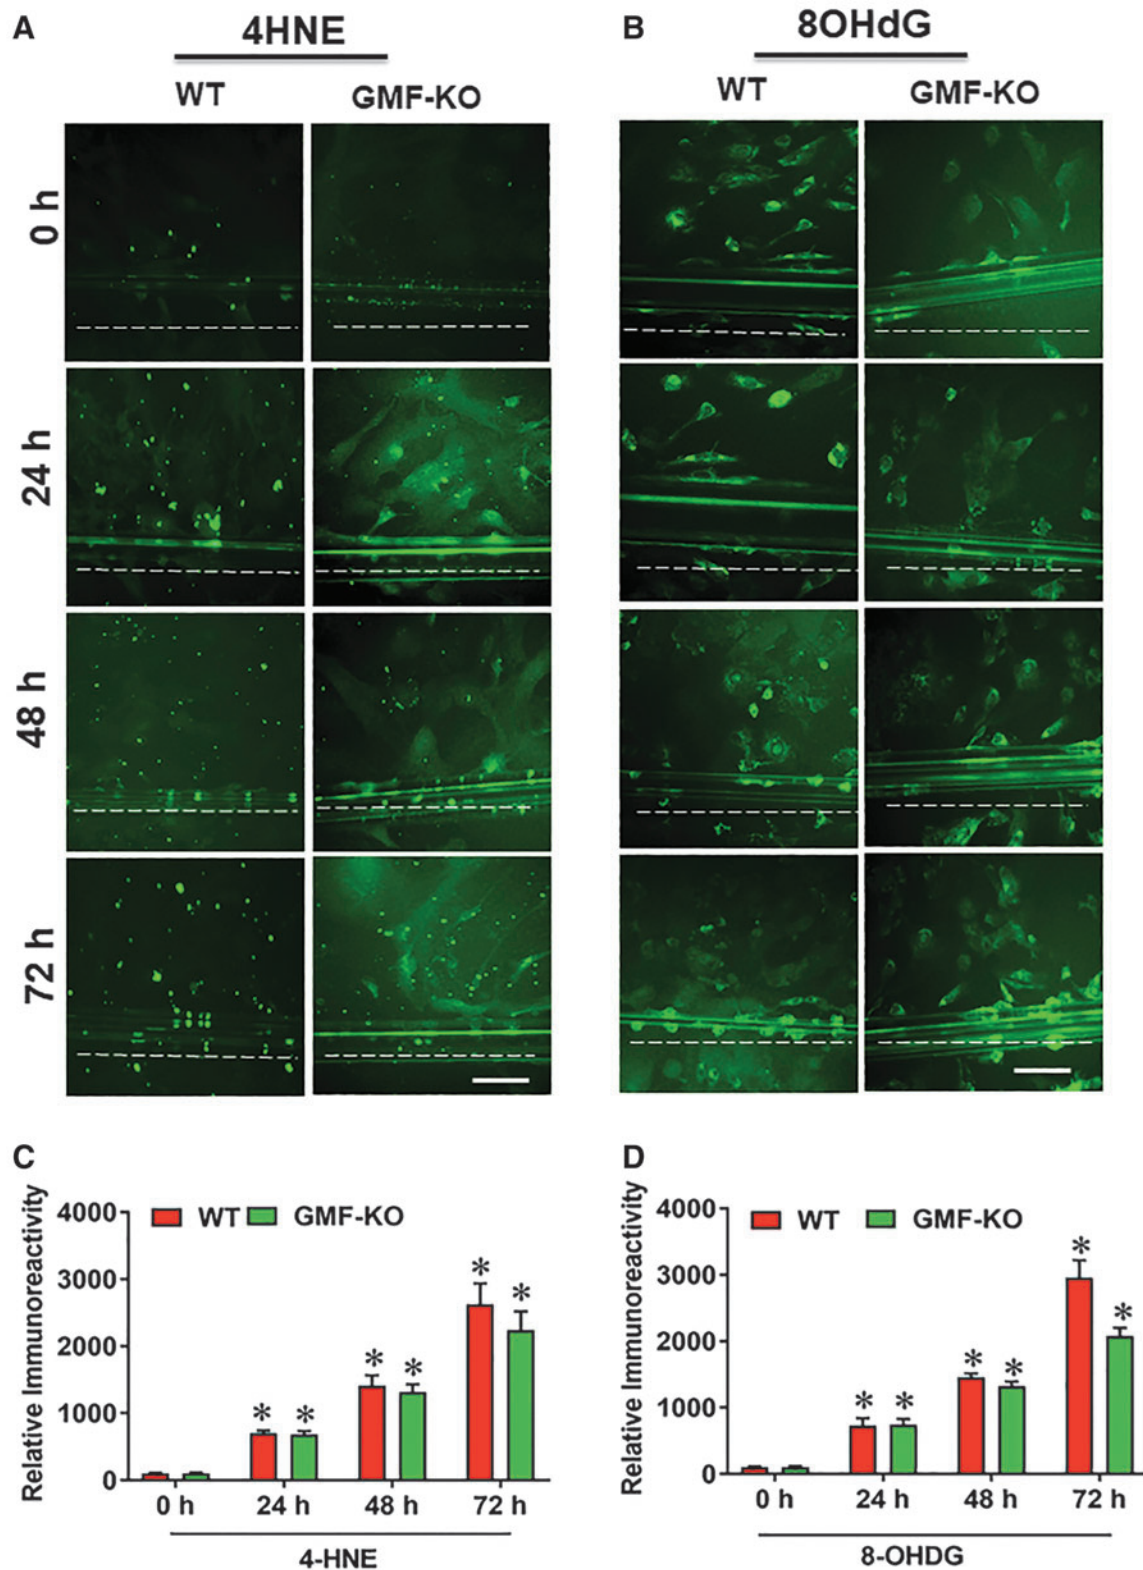 A
4HNE
WT GMF-KO
B
8OHdG
WT GMF-KO
0 h
24 h
48 h
72 h
C
Relative Immunoreactivity
WT GMF-KO
4000
3000
2000
1000
0
* * * * * *
0 h 24 h 48 h 72 h
4-HNE
D
Relative Immunoreactivity
WT GMF-KO
4000
3000
2000
1000
0
* * * * * *
0 h 24 h 48 h 72 h
8-OHDG